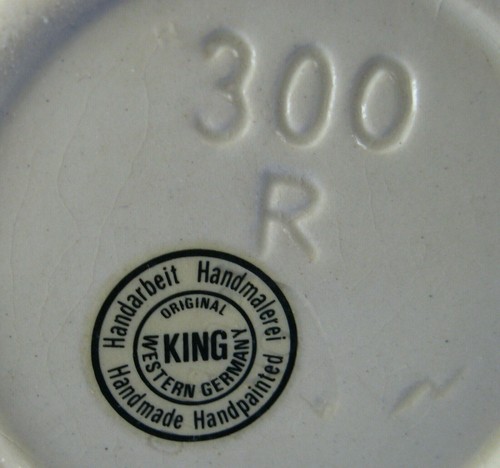 300
R
Handarbeit Handmalerei
ORIGINAL
KING
WESTERN GERMANY
Handmade Handpainted